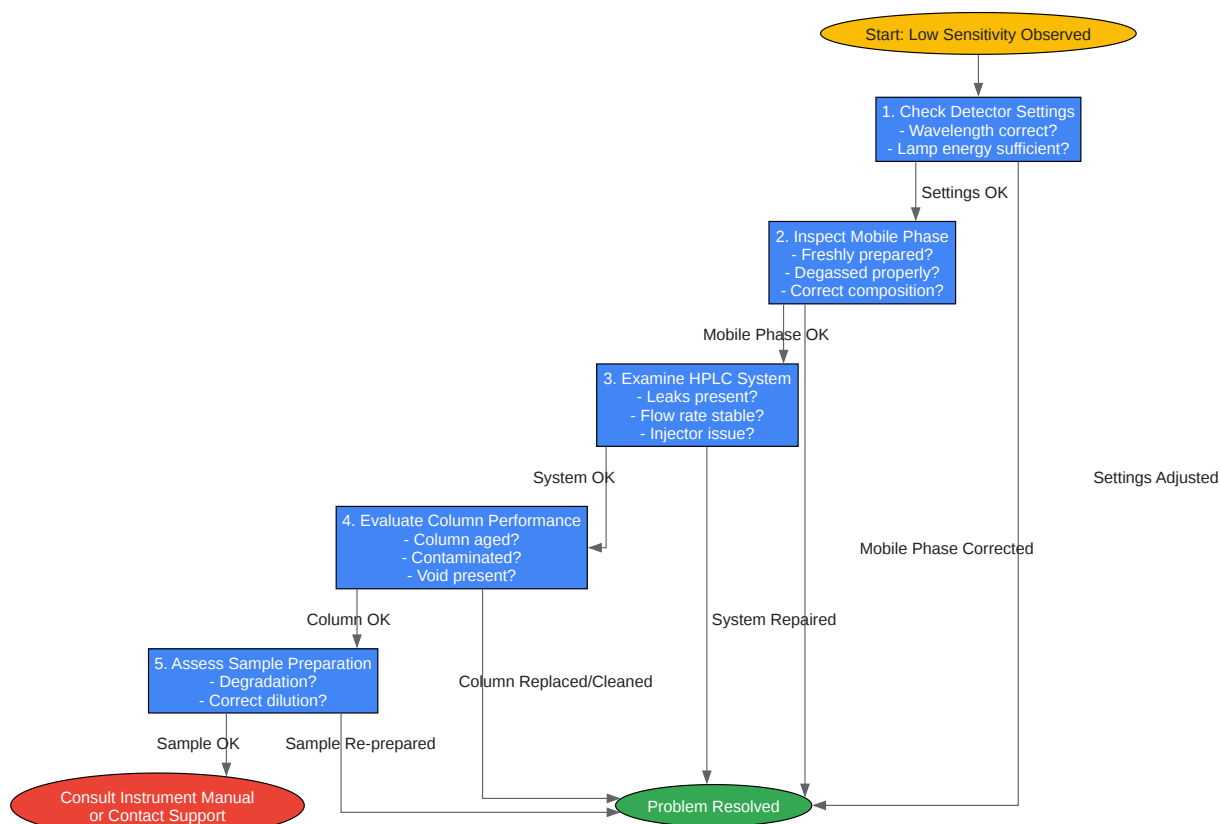 Start: Low Sensitivity Observed
1. Check Detector Settings
- Wavelength correct?
- Lamp energy sufficient?
Settings OK
2. Inspect Mobile Phase
- Freshly prepared?
- Degassed properly?
- Correct composition?
Mobile Phase OK
3. Examine HPLC System
- Leaks present?
- Flow rate stable?
- Injector issue?
System OK
Settings Adjusted
4. Evaluate Column Performance
- Column aged?
- Contaminated?
- Void present?
Mobile Phase Corrected
Column OK
System Repaired
5. Assess Sample Preparation
- Degradation?
- Correct dilution?
Column Replaced/Cleaned
Sample OK
Sample Re-prepared
Consult Instrument Manual
or Contact Support
Problem Resolved